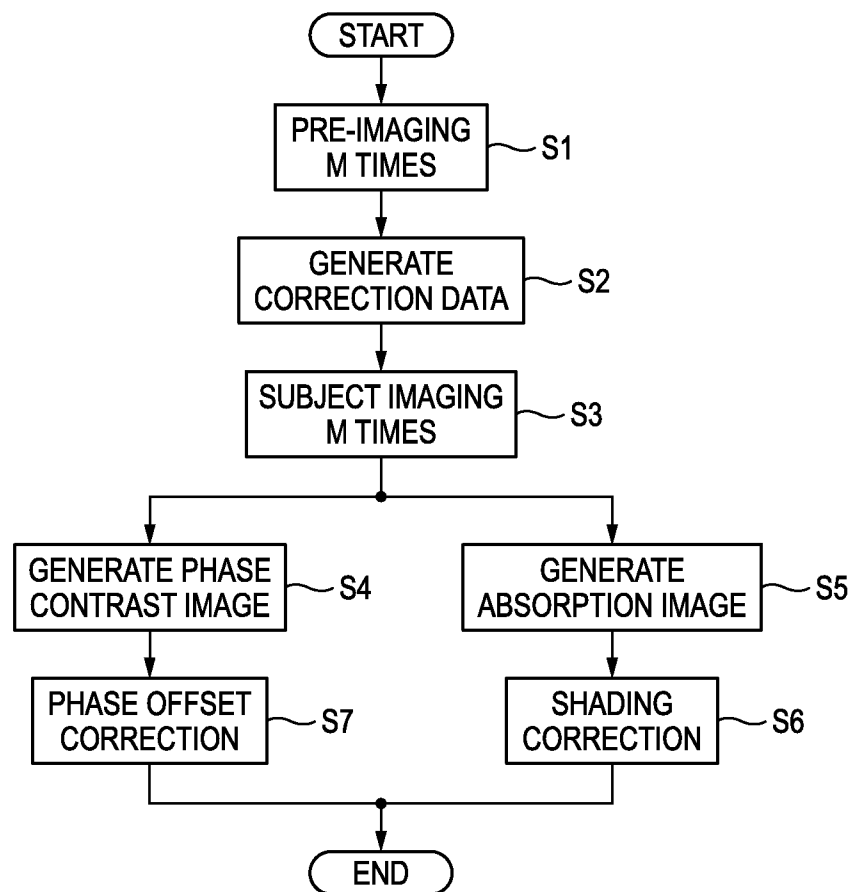 START
PRE-IMAGING
M TIMES
S1
GENERATE
CORRECTION DATA
S2
SUBJECT IMAGING
M TIMES
S3
GENERATE PHASE
CONTRAST IMAGE
S4
GENERATE
ABSORPTION IMAGE
S5
PHASE OFFSET
CORRECTION
S7
SHADING
CORRECTION
S6
END